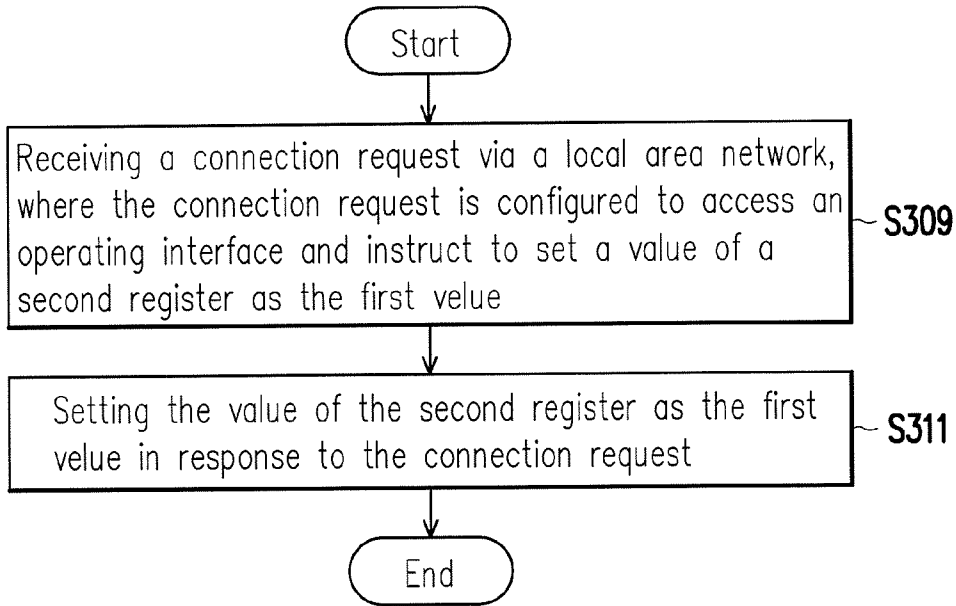 Start
Receiving a connection request via a local area network,
where the connection request is configured to access an
operating interface and instruct to set a value of a
second register as the first velue
S309
Setting the value of the second register as the first
velue in response to the connection request
S311
End